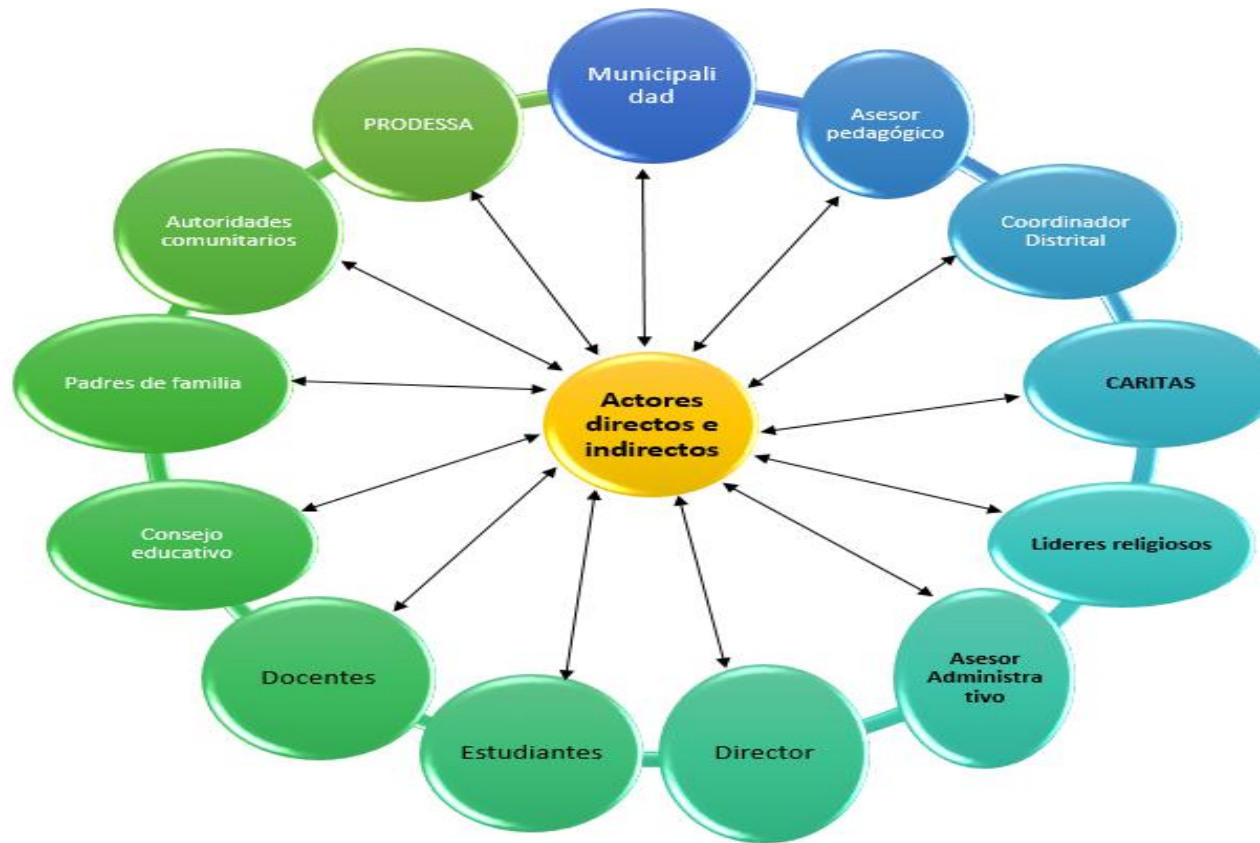 Municipali
dad
Asesor
pedagógico
Coordinador
Distrital
CARITAS
Lideres religiosos
Asesor
Administra
tivo
Director
Estudiantes
Docentes
Consejo
educativo
Padres de familia
Autoridades
comunitarios
PRODESSA
Actores
directos e
indirectos